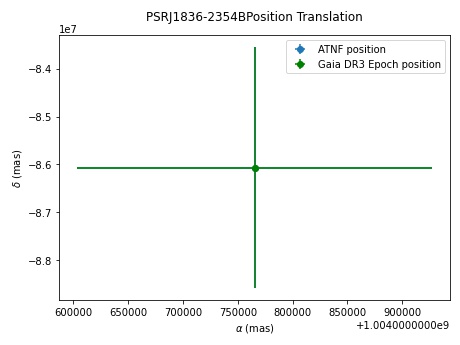 PSRJ1836-2354BPosition Translation
1e7
ATNF position
Gaia DR3 Epoch position
−8.4
−8.5
−8.6
−8.7
−8.8
δ (mas)
600000 650000 700000 750000 800000 850000 900000
+1.0040000000e9
α (mas)